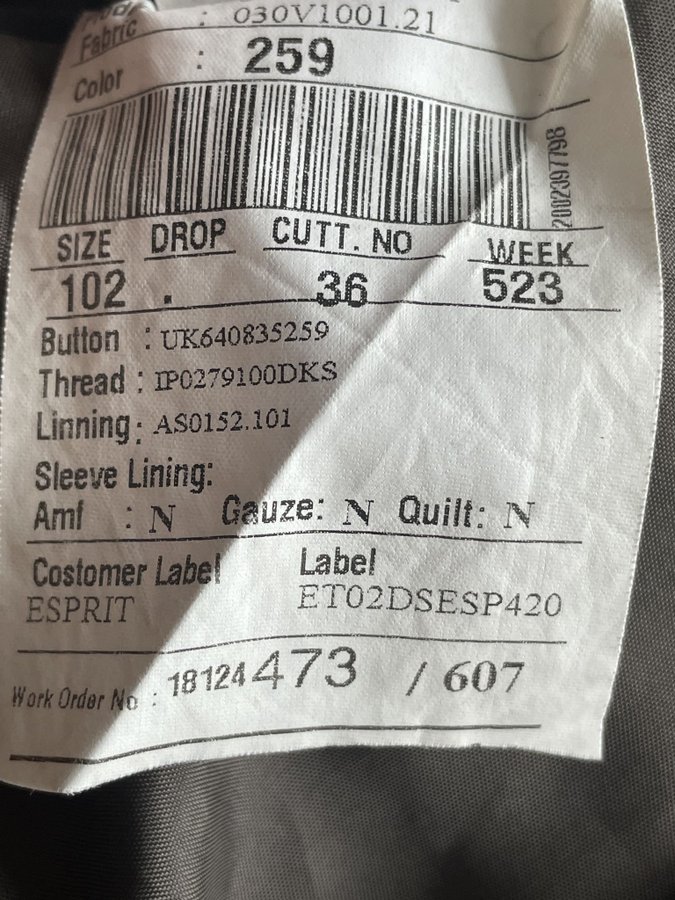 Fabric : 030V1001.21
Color : 259
2002397798
SIZE DROP CUTT. NO WEEK
102 . 36 523
Button : UK640835259
Thread : IP0279100DKS
Linning : AS0152.101
Sleeve Lining:
Amf : N Gauze: N Quilt: N
Costomer Label Label
ESPRIT ET02DSESP420
Work Order No : 18124473 / 607